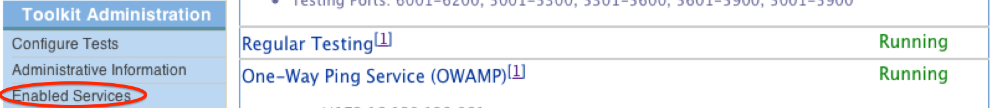 Toolkit Administration
Configure Tests
Administrative Information
Enabled Services
Testing Ports: 6001-6200, 5001-5300, 5301-5600, 5601-5900, 5001-5900
Regular Testing[1] Running
One-Way Ping Service (OWAMP)[1] Running